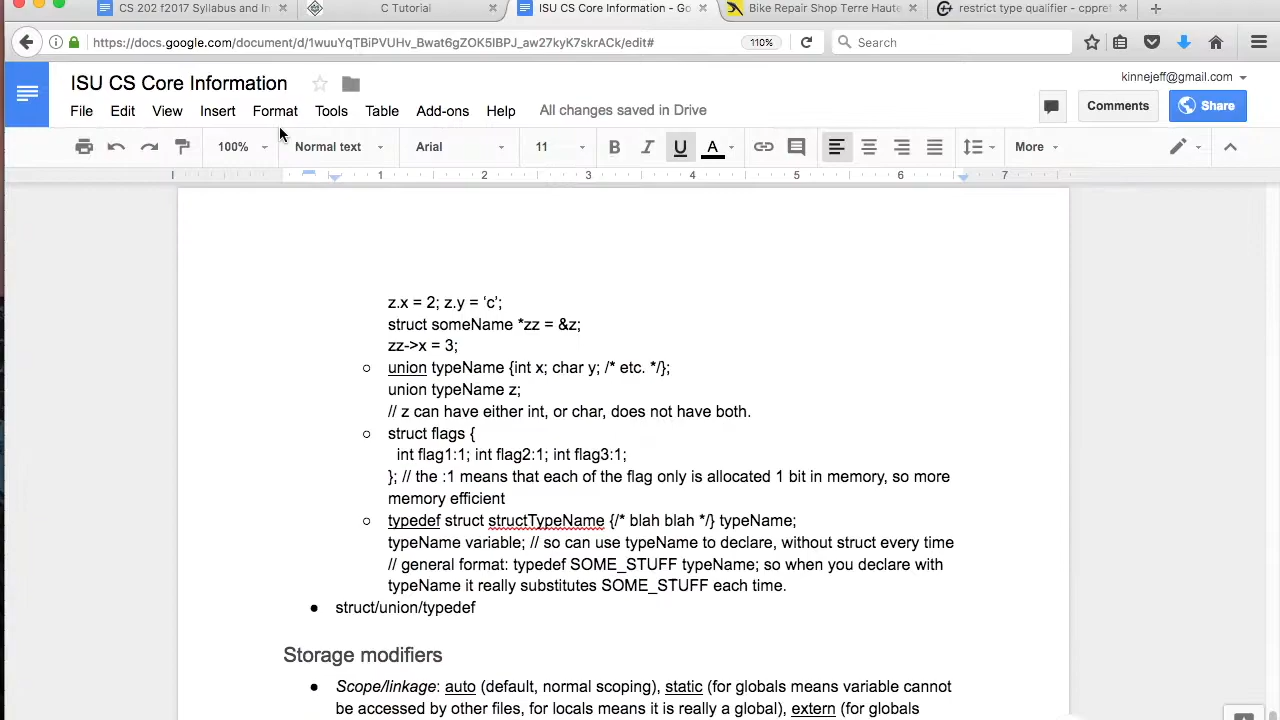 CS 202 f2017 Syllabus and In
C Tutorial
ISU CS Core Information - Go
Bike Repair Shop Terre Haute
restrict type qualifier - cppref
https://docs.google.com/document/d/1wuuYqTBiPVUHv_Bwat6gZOK5IBPJ_aw27kyK7skrACk/edit#
110%
Search
ISU CS Core Information
kinnejeff@gmail.com
File Edit View Insert Format Tools Table Add-ons Help All changes saved in Drive
Comments
Share
100% Normal text Arial 11 B I U A More
1 2 3 4 5 6 7
z.x = 2; z.y = ‘c’;
struct someName *zz = &z;
zz->x = 3;
union typeName {int x; char y; /* etc. */};
union typeName z;
// z can have either int, or char, does not have both.
struct flags {
int flag1:1; int flag2:1; int flag3:1;
}; // the :1 means that each of the flag only is allocated 1 bit in memory, so more
memory efficient
typedef struct structTypeName {/* blah blah */} typeName;
typeName variable; // so can use typeName to declare, without struct every time
// general format: typedef SOME_STUFF typeName; so when you declare with
typeName it really substitutes SOME_STUFF each time.
struct/union/typedef
Storage modifiers
Scope/linkage: auto (default, normal scoping), static (for globals means variable cannot
be accessed by other files, for locals means it is really a global), extern (for globals